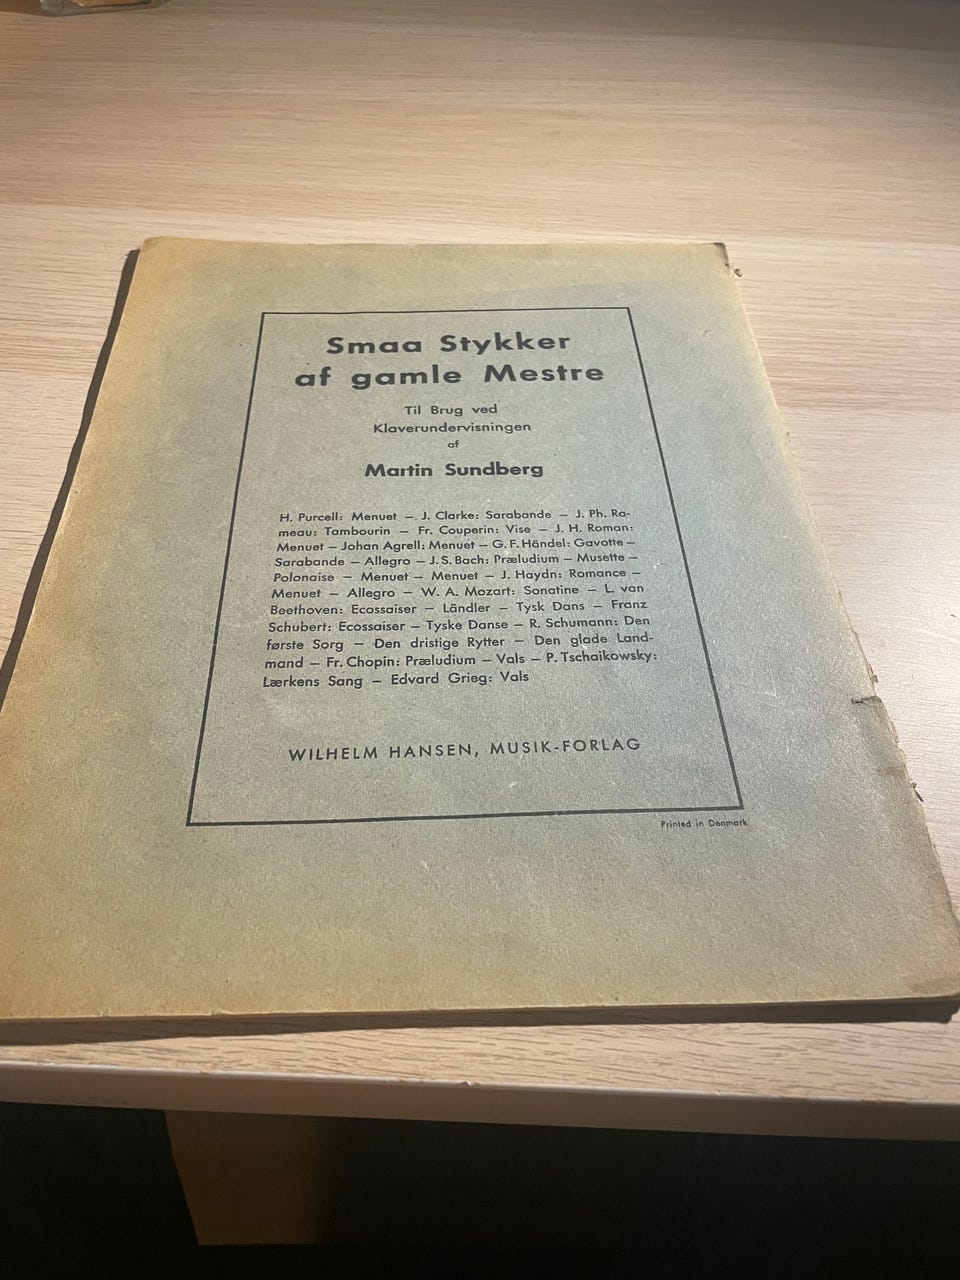 Smaa Stykker
af gamle Mestre
Til Brug ved
Klaverundervisningen
af
Martin Sundberg
H. Purcell: Menuet – J. Clarke: Sarabande – J. Ph. Ra-
meau: Tambourin – Fr. Couperin: Vise – J. H. Roman:
Menuet – Johan Agrell: Menuet – G. F. Händel: Gavotte –
Sarabande – Allegro – J. S. Bach: Præludium – Musette –
Polonaise – Menuet – Menuet – J. Haydn: Romance –
Menuet – Allegro – W. A. Mozart: Sonatine – L. van
Beethoven: Ecossaiser – Ländler – Tysk Dans – Franz
Schubert: Ecossaiser – Tyske Danse – R. Schumann: Den
første Sorg – Den dristige Rytter – Den glade Land-
mand – Fr. Chopin: Præludium – Vals – P. Tschaikowsky:
Lærkens Sang – Edvard Grieg: Vals
WILHELM HANSEN, MUSIK-FORLAG
Printed in Denmark